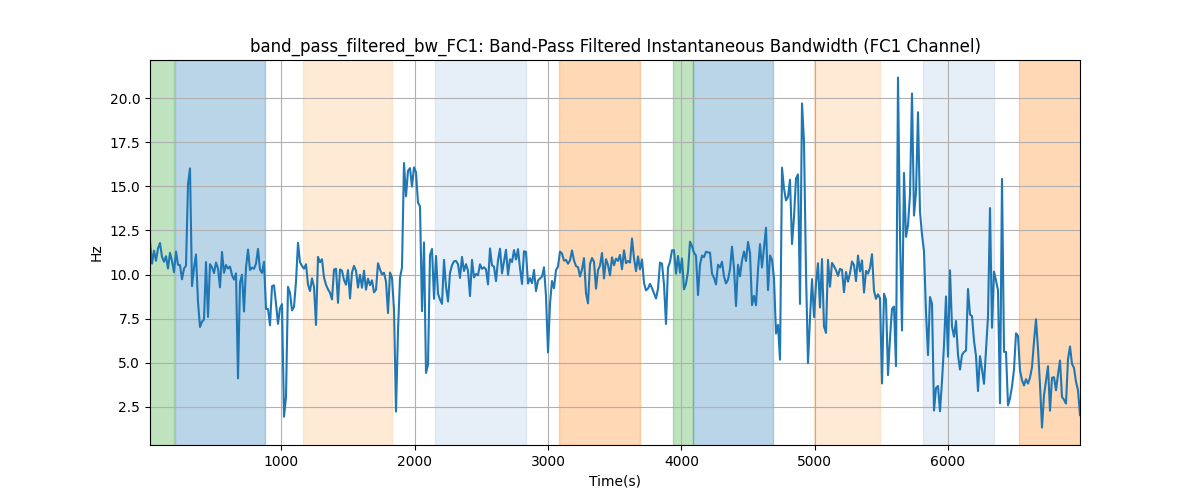 band_pass_filtered_bw_FC1: Band-Pass Filtered Instantaneous Bandwidth (FC1 Channel)
20.0
17.5
15.0
12.5
10.0
7.5
5.0
2.5
Hz
1000 2000 3000 4000 5000 6000
Time(s)